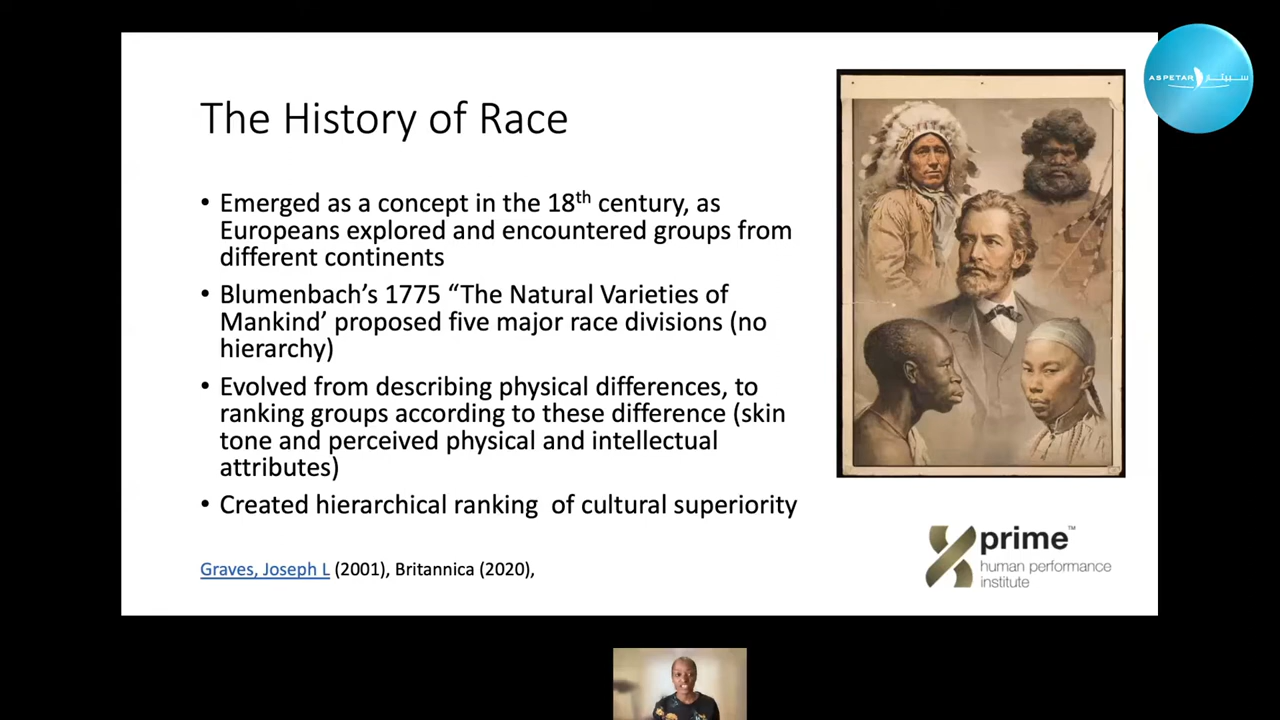 ASPETAR سبيتار
The History of Race
• Emerged as a concept in the 18th century, as
Europeans explored and encountered groups from
different continents
• Blumenbach’s 1775 “The Natural Varieties of
Mankind’ proposed five major race divisions (no
hierarchy)
• Evolved from describing physical differences, to
ranking groups according to these difference (skin
tone and perceived physical and intellectual
attributes)
• Created hierarchical ranking of cultural superiority
Graves, Joseph L (2001), Britannica (2020),
prime™
human performance
institute